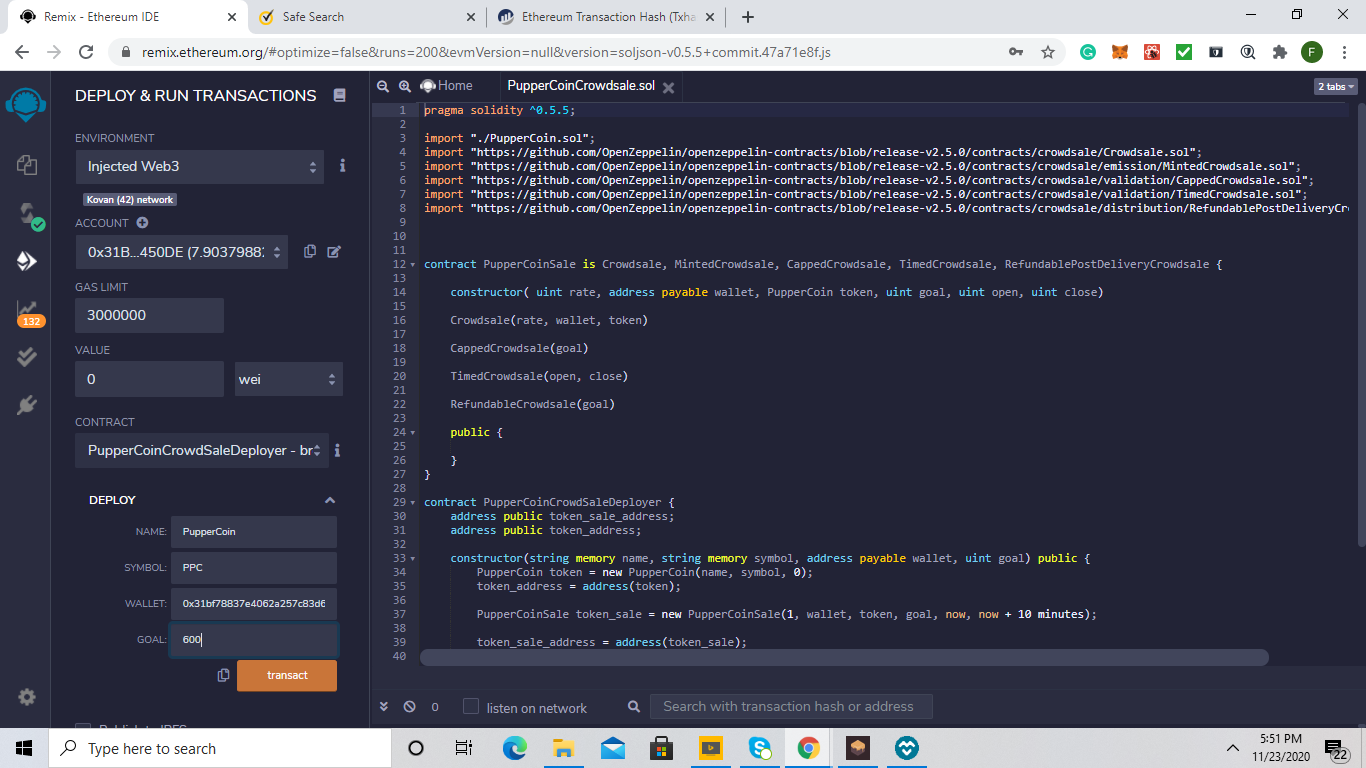 Remix - Ethereum IDE
Safe Search
Ethereum Transaction Hash (Txha
remix.ethereum.org/#optimize=false&runs=200&evmVersion=null&version=soljson-v0.5.5+commit.47a71e8f.js
F
DEPLOY & RUN TRANSACTIONS
ENVIRONMENT
Injected Web3
Kovan (42) network
ACCOUNT
0x31B...450DE (7.90379882
GAS LIMIT
3000000
132
VALUE
0
wei
CONTRACT
PupperCoinCrowdSaleDeployer - br
DEPLOY
NAME: PupperCoin
SYMBOL: PPC
WALLET: 0x31bf78837e4062a257c83d6
GOAL: 600
transact
Home
PupperCoinCrowdsale.sol
2 tabs
1 pragma solidity ^0.5.5;
2
3 import "./PupperCoin.sol";
4 import "https://github.com/OpenZeppelin/openzeppelin-contracts/blob/release-v2.5.0/contracts/crowdsale/Crowdsale.sol";
5 import "https://github.com/OpenZeppelin/openzeppelin-contracts/blob/release-v2.5.0/contracts/crowdsale/emission/MintedCrowdsale.sol";
6 import "https://github.com/OpenZeppelin/openzeppelin-contracts/blob/release-v2.5.0/contracts/crowdsale/validation/CappedCrowdsale.sol";
7 import "https://github.com/OpenZeppelin/openzeppelin-contracts/blob/release-v2.5.0/contracts/crowdsale/validation/TimedCrowdsale.sol";
8 import "https://github.com/OpenZeppelin/openzeppelin-contracts/blob/release-v2.5.0/contracts/crowdsale/distribution/RefundablePostDeliveryCr
9
10
11
12 contract PupperCoinSale is Crowdsale, MintedCrowdsale, CappedCrowdsale, TimedCrowdsale, RefundablePostDeliveryCrowdsale {
13
14 constructor( uint rate, address payable wallet, PupperCoin token, uint goal, uint open, uint close)
15
16 Crowdsale(rate, wallet, token)
17
18 CappedCrowdsale(goal)
19
20 TimedCrowdsale(open, close)
21
22 RefundableCrowdsale(goal)
23
24 public {
25
26 }
27 }
28
29 contract PupperCoinCrowdSaleDeployer {
30 address public token_sale_address;
31 address public token_address;
32
33 constructor(string memory name, string memory symbol, address payable wallet, uint goal) public {
34 PupperCoin token = new PupperCoin(name, symbol, 0);
35 token_address = address(token);
36
37 PupperCoinSale token_sale = new PupperCoinSale(1, wallet, token, goal, now, now + 10 minutes);
38
39 token_sale_address = address(token_sale);
40
0
listen on network
Search with transaction hash or address
Type here to search
5:51 PM
11/23/2020
22